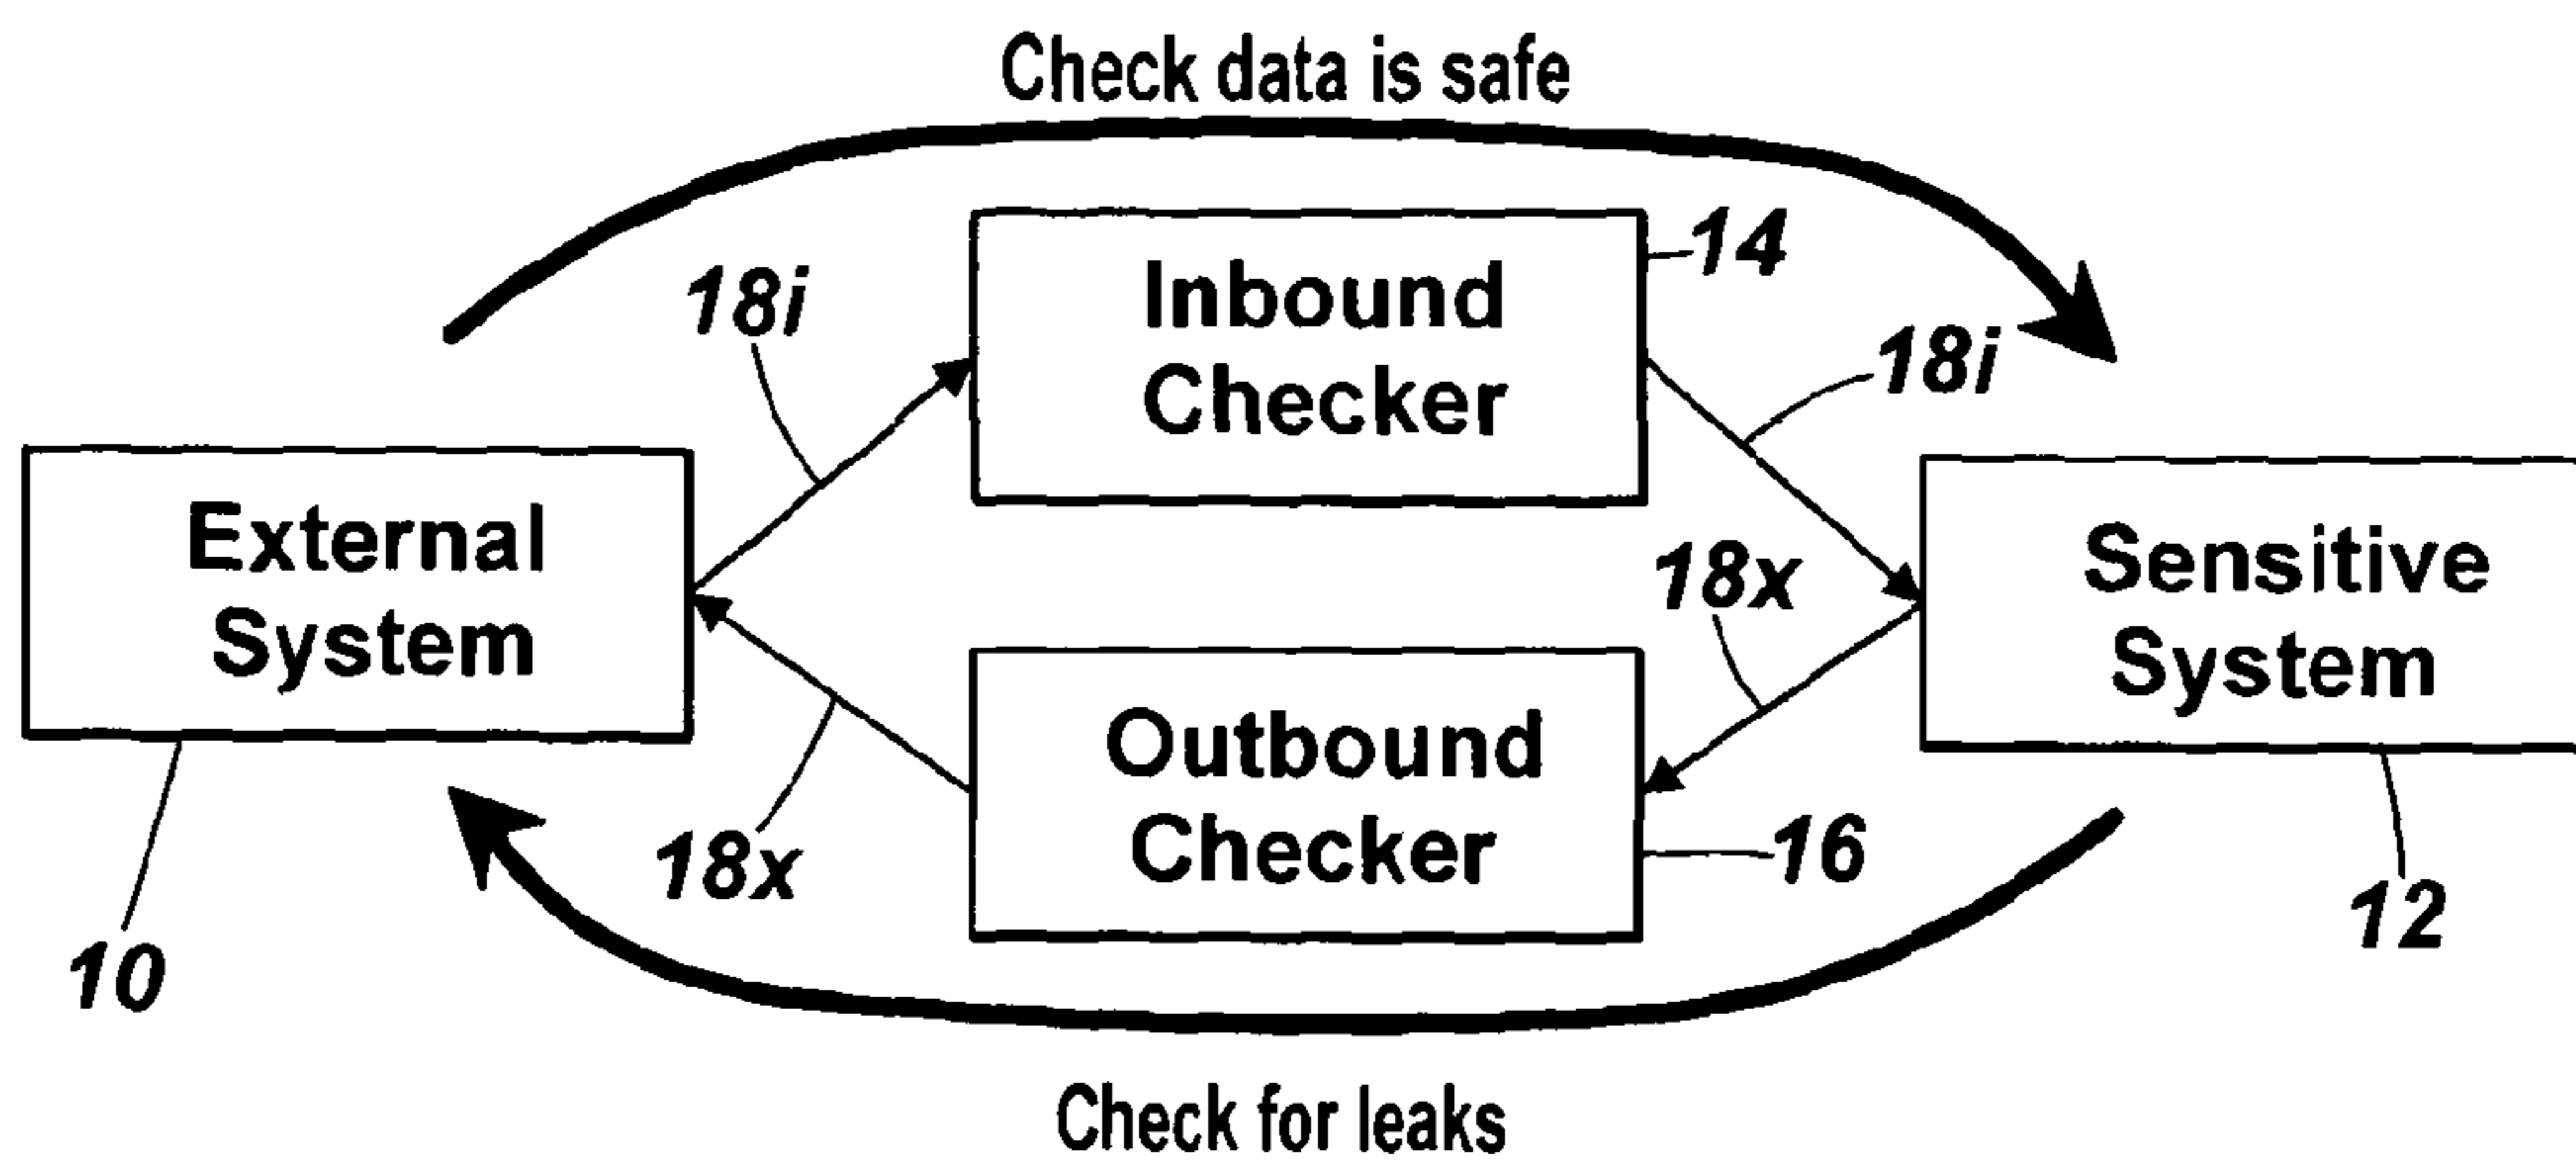 Check data is safe
14
18i
Inbound
Checker
18i
External
System
18x
Sensitive
System
Outbound
Checker
18x
16
10
12
Check for leaks